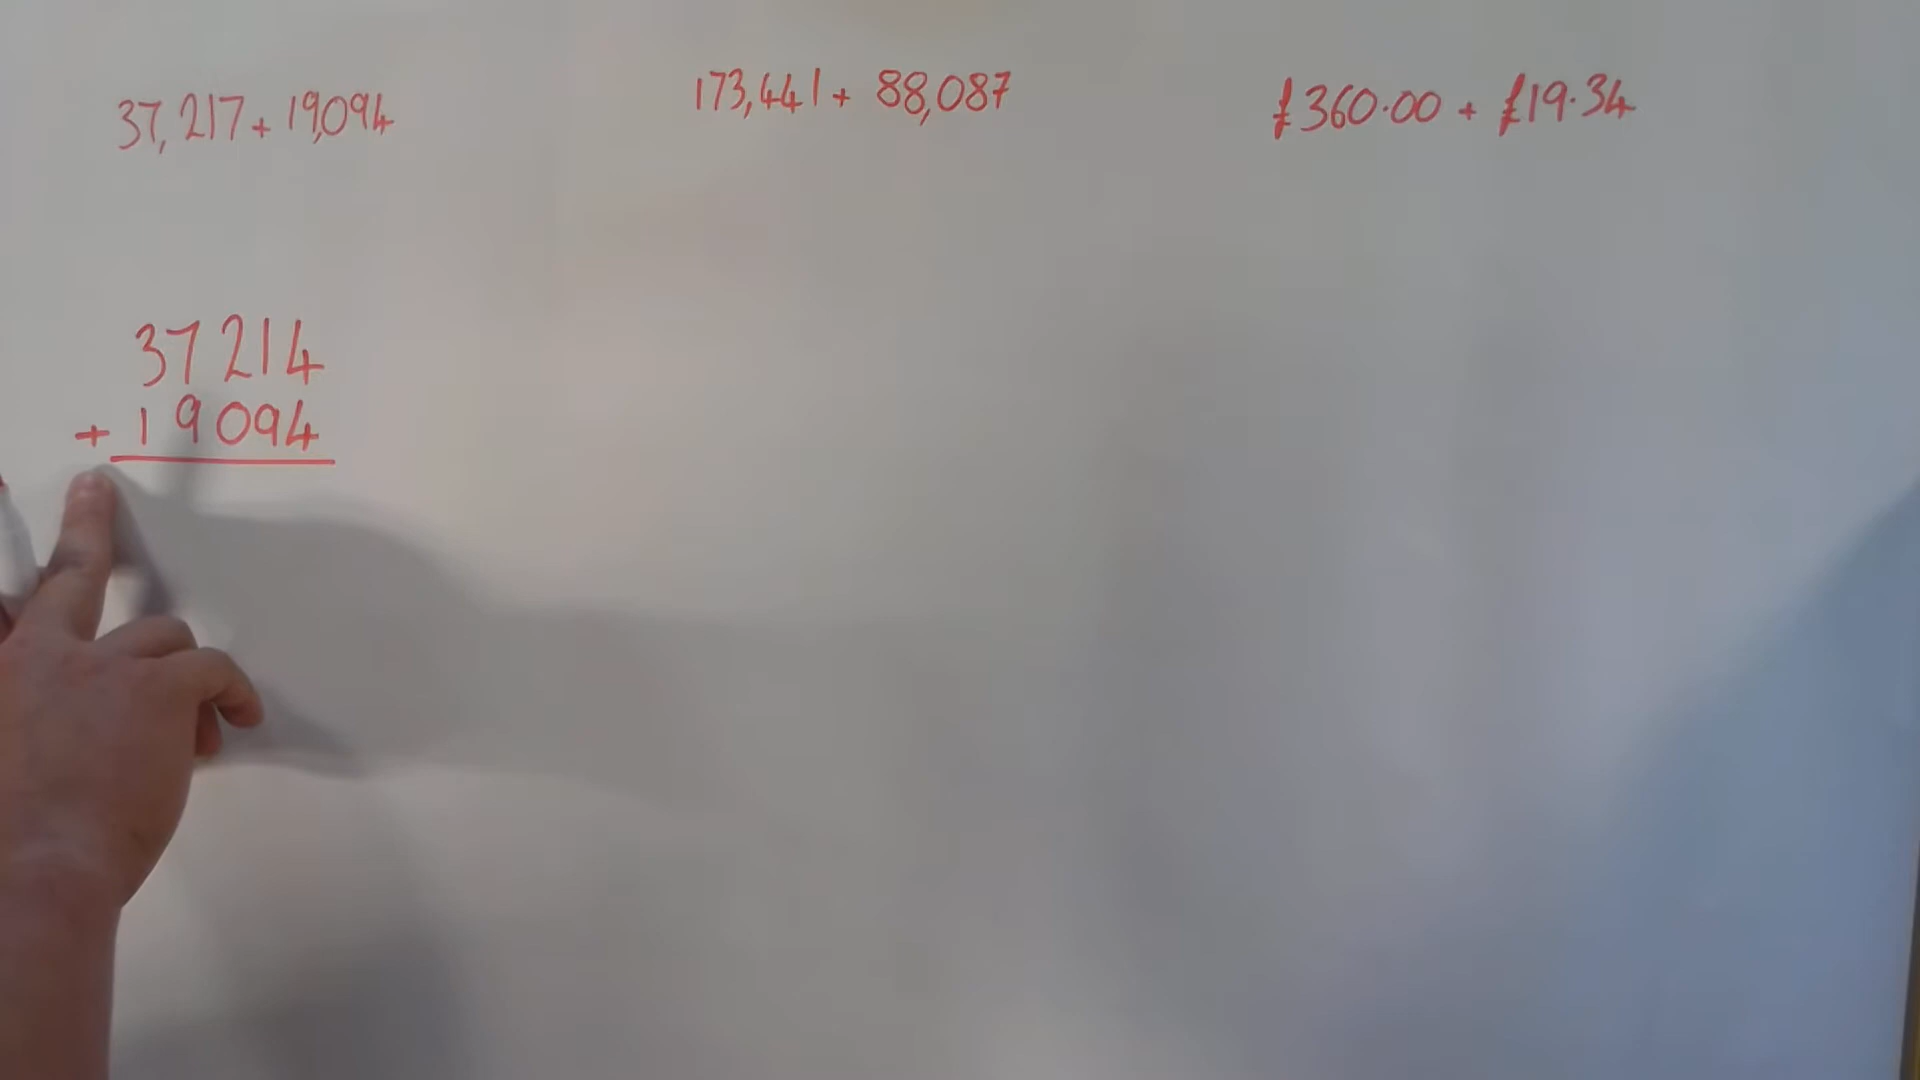 37,217 + 19,094
173,441 + 88,087
£360.00 + £19.34
37214
+ 19094